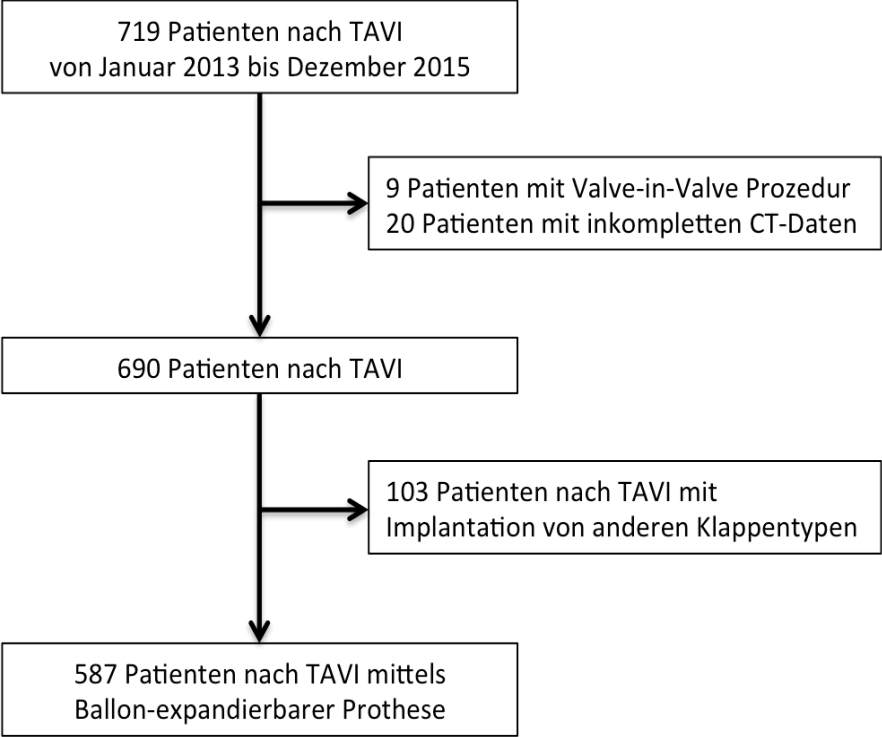 719 Patienten nach TAVI
von Januar 2013 bis Dezember 2015
9 Patienten mit Valve-in-Valve Prozedur
20 Patienten mit inkompletten CT-Daten
690 Patienten nach TAVI
103 Patienten nach TAVI mit
Implantation von anderen Klappentypen
587 Patienten nach TAVI mittels
Ballon-expandierbarer Prothese